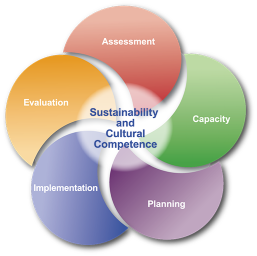 Assessment
Evaluation
Sustainability
and
Cultural
Competence
Capacity
Implementation
Planning